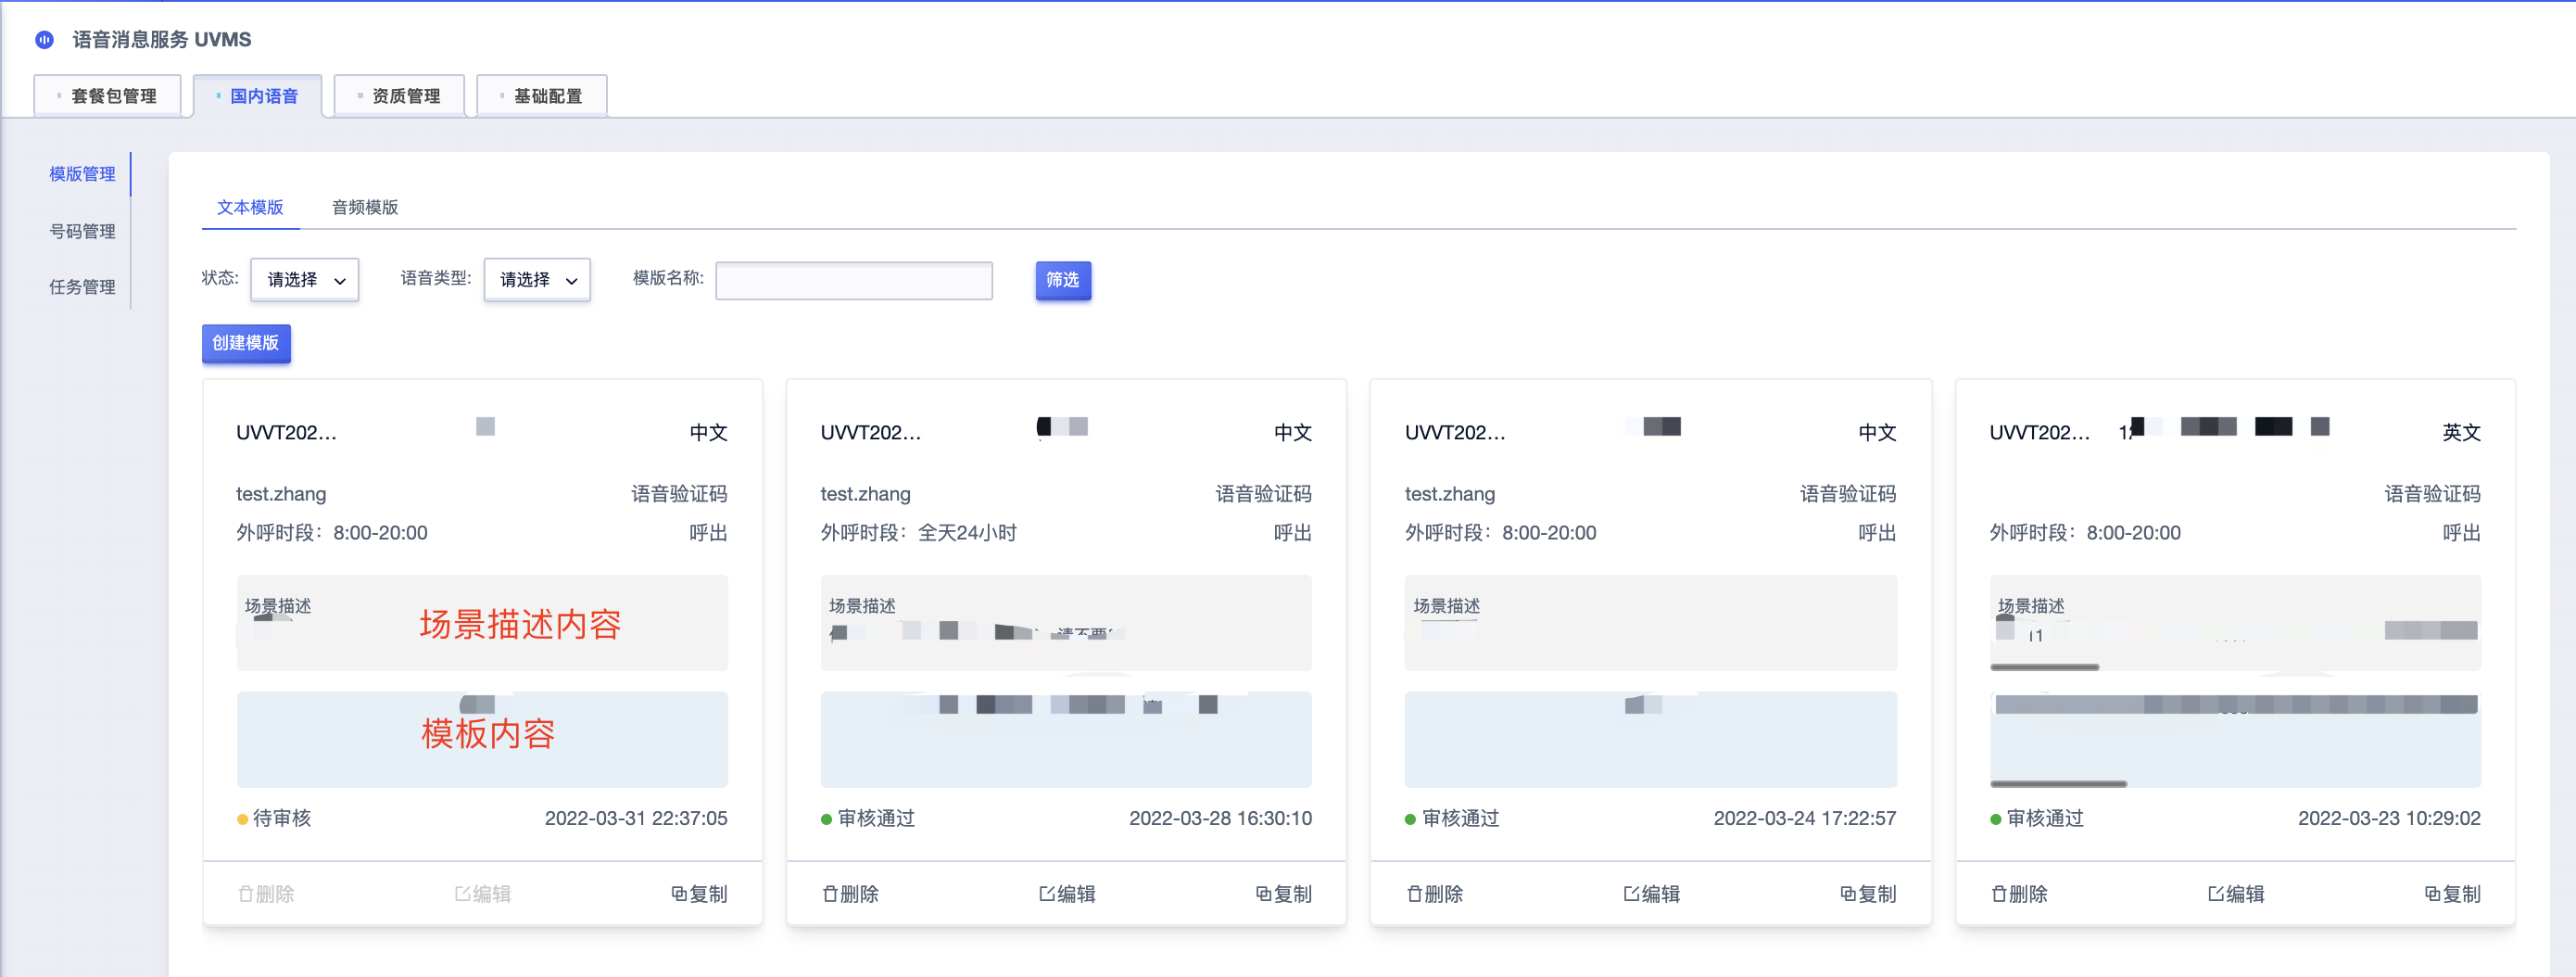 语音消息服务 UVMS
套餐包管理 国内语音 资质管理 基础配置
模版管理
号码管理
任务管理
文本模版 音频模版
状态: 请选择 语音类型: 请选择 模版名称: 筛选
创建模版
UVVT202... 中文
test.zhang 语音验证码
外呼时段：8:00-20:00 呼出
场景描述
场景描述内容
模板内容
待审核 2022-03-31 22:37:05
删除 编辑 复制
UVVT202... 中文
test.zhang 语音验证码
外呼时段：全天24小时 呼出
场景描述
审核通过 2022-03-28 16:30:10
删除 编辑 复制
UVVT202... 中文
test.zhang 语音验证码
外呼时段：8:00-20:00 呼出
场景描述
审核通过 2022-03-24 17:22:57
删除 编辑 复制
UVVT202... 英文
语音验证码
外呼时段：8:00-20:00 呼出
场景描述
审核通过 2022-03-23 10:29:02
删除 编辑 复制